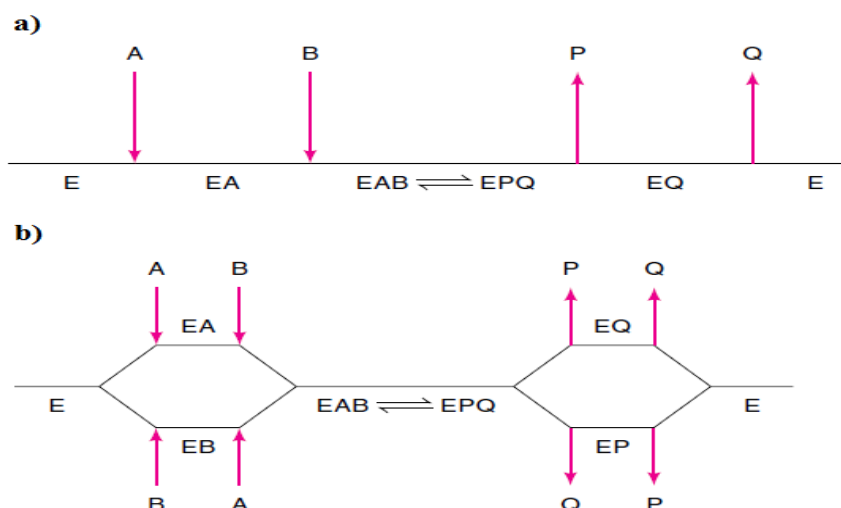 a)
A B P Q
E EA EAB EPQ EQ E
b)
A B P Q
EA EQ
E EAB EPQ E
EB EP
B A Q P